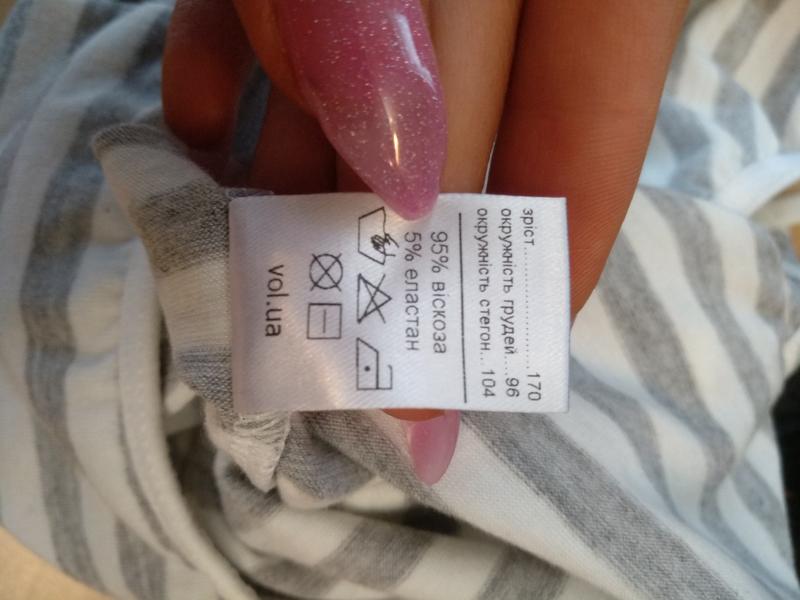 зріст....................170
окружність грудей....96
окружність стегон...104
95% віскоза
5% еластан
vol.ua